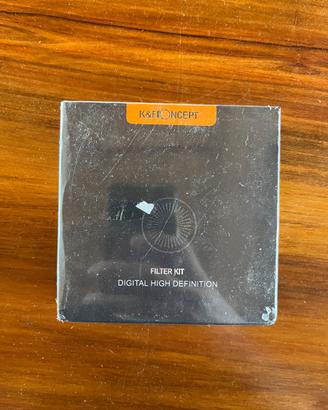 K&F CONCEPT
FILTER KIT
DIGITAL HIGH DEFINITION